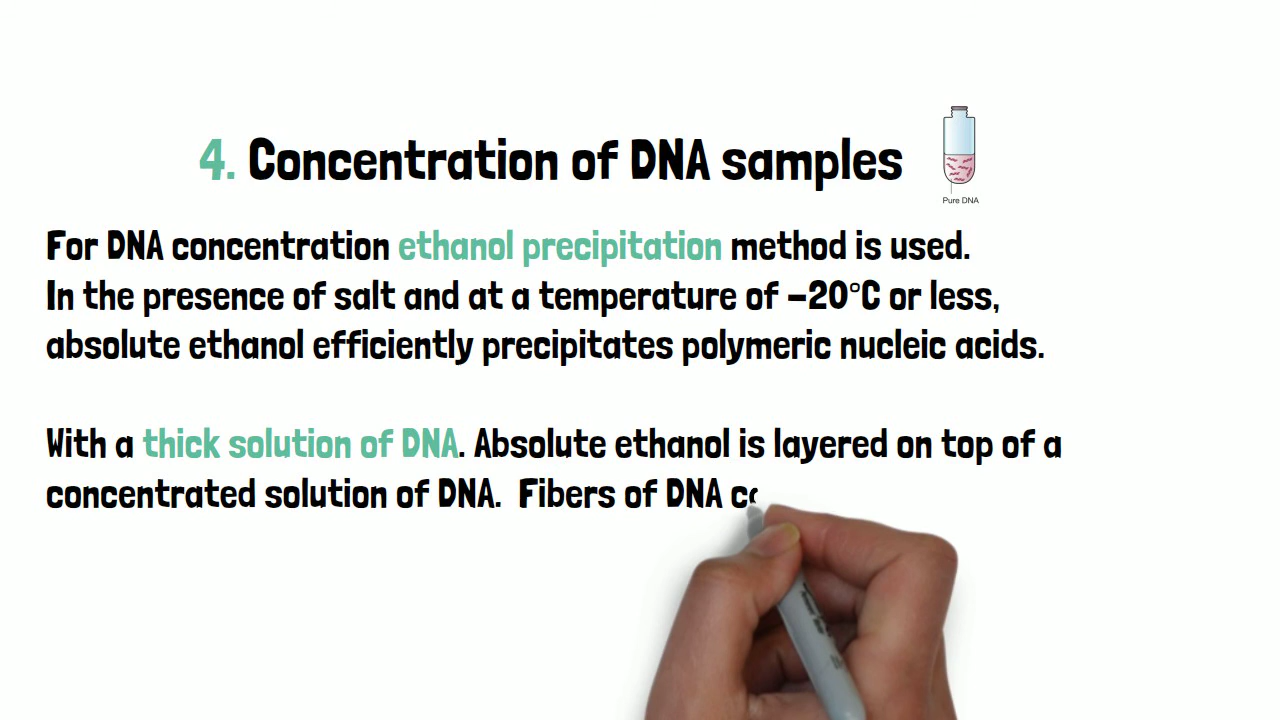 4. Concentration of DNA samples
Pure DNA
For DNA concentration ethanol precipitation method is used.
In the presence of salt and at a temperature of −20°C or less,
absolute ethanol efficiently precipitates polymeric nucleic acids.
With a thick solution of DNA. Absolute ethanol is layered on top of a
concentrated solution of DNA. Fibers of DNA